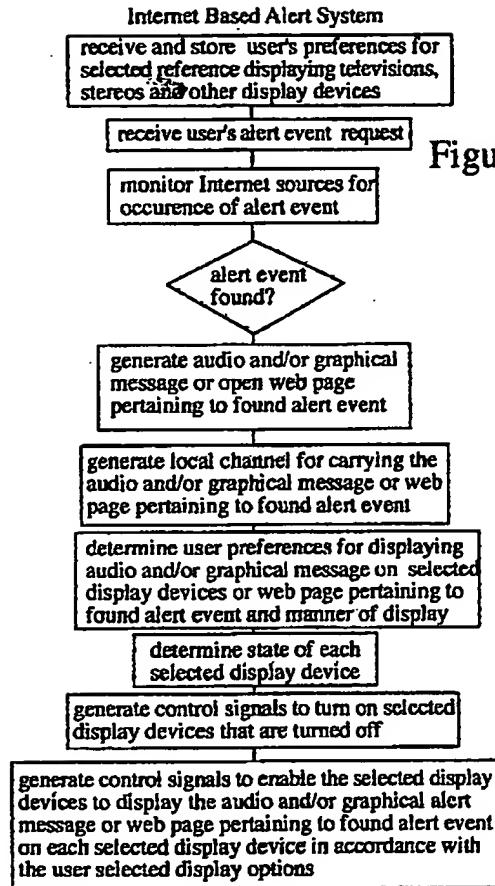 Internet Based Alert System
receive and store user's preferences for
selected reference displaying televisions,
stereos and other display devices
receive user's alert event request
Figu
monitor Internet sources for
occurence of alert event
alert event
found?
generate audio and/or graphical
message or open web page
pertaining to found alert event
generate local channel for carrying the
audio and/or graphical message or web
page pertaining to found alert event
determine user preferences for displaying
audio and/or graphical message on selected
display devices or web page pertaining to
found alert event and manner of display
determine state of each
selected display device
generate control signals to turn on selected
display devices that are turned off
generate control signals to enable the selected display
devices to display the audio and/or graphical alert
message or web page pertaining to found alert event
on each selected display device in accordance with
the user selected display options